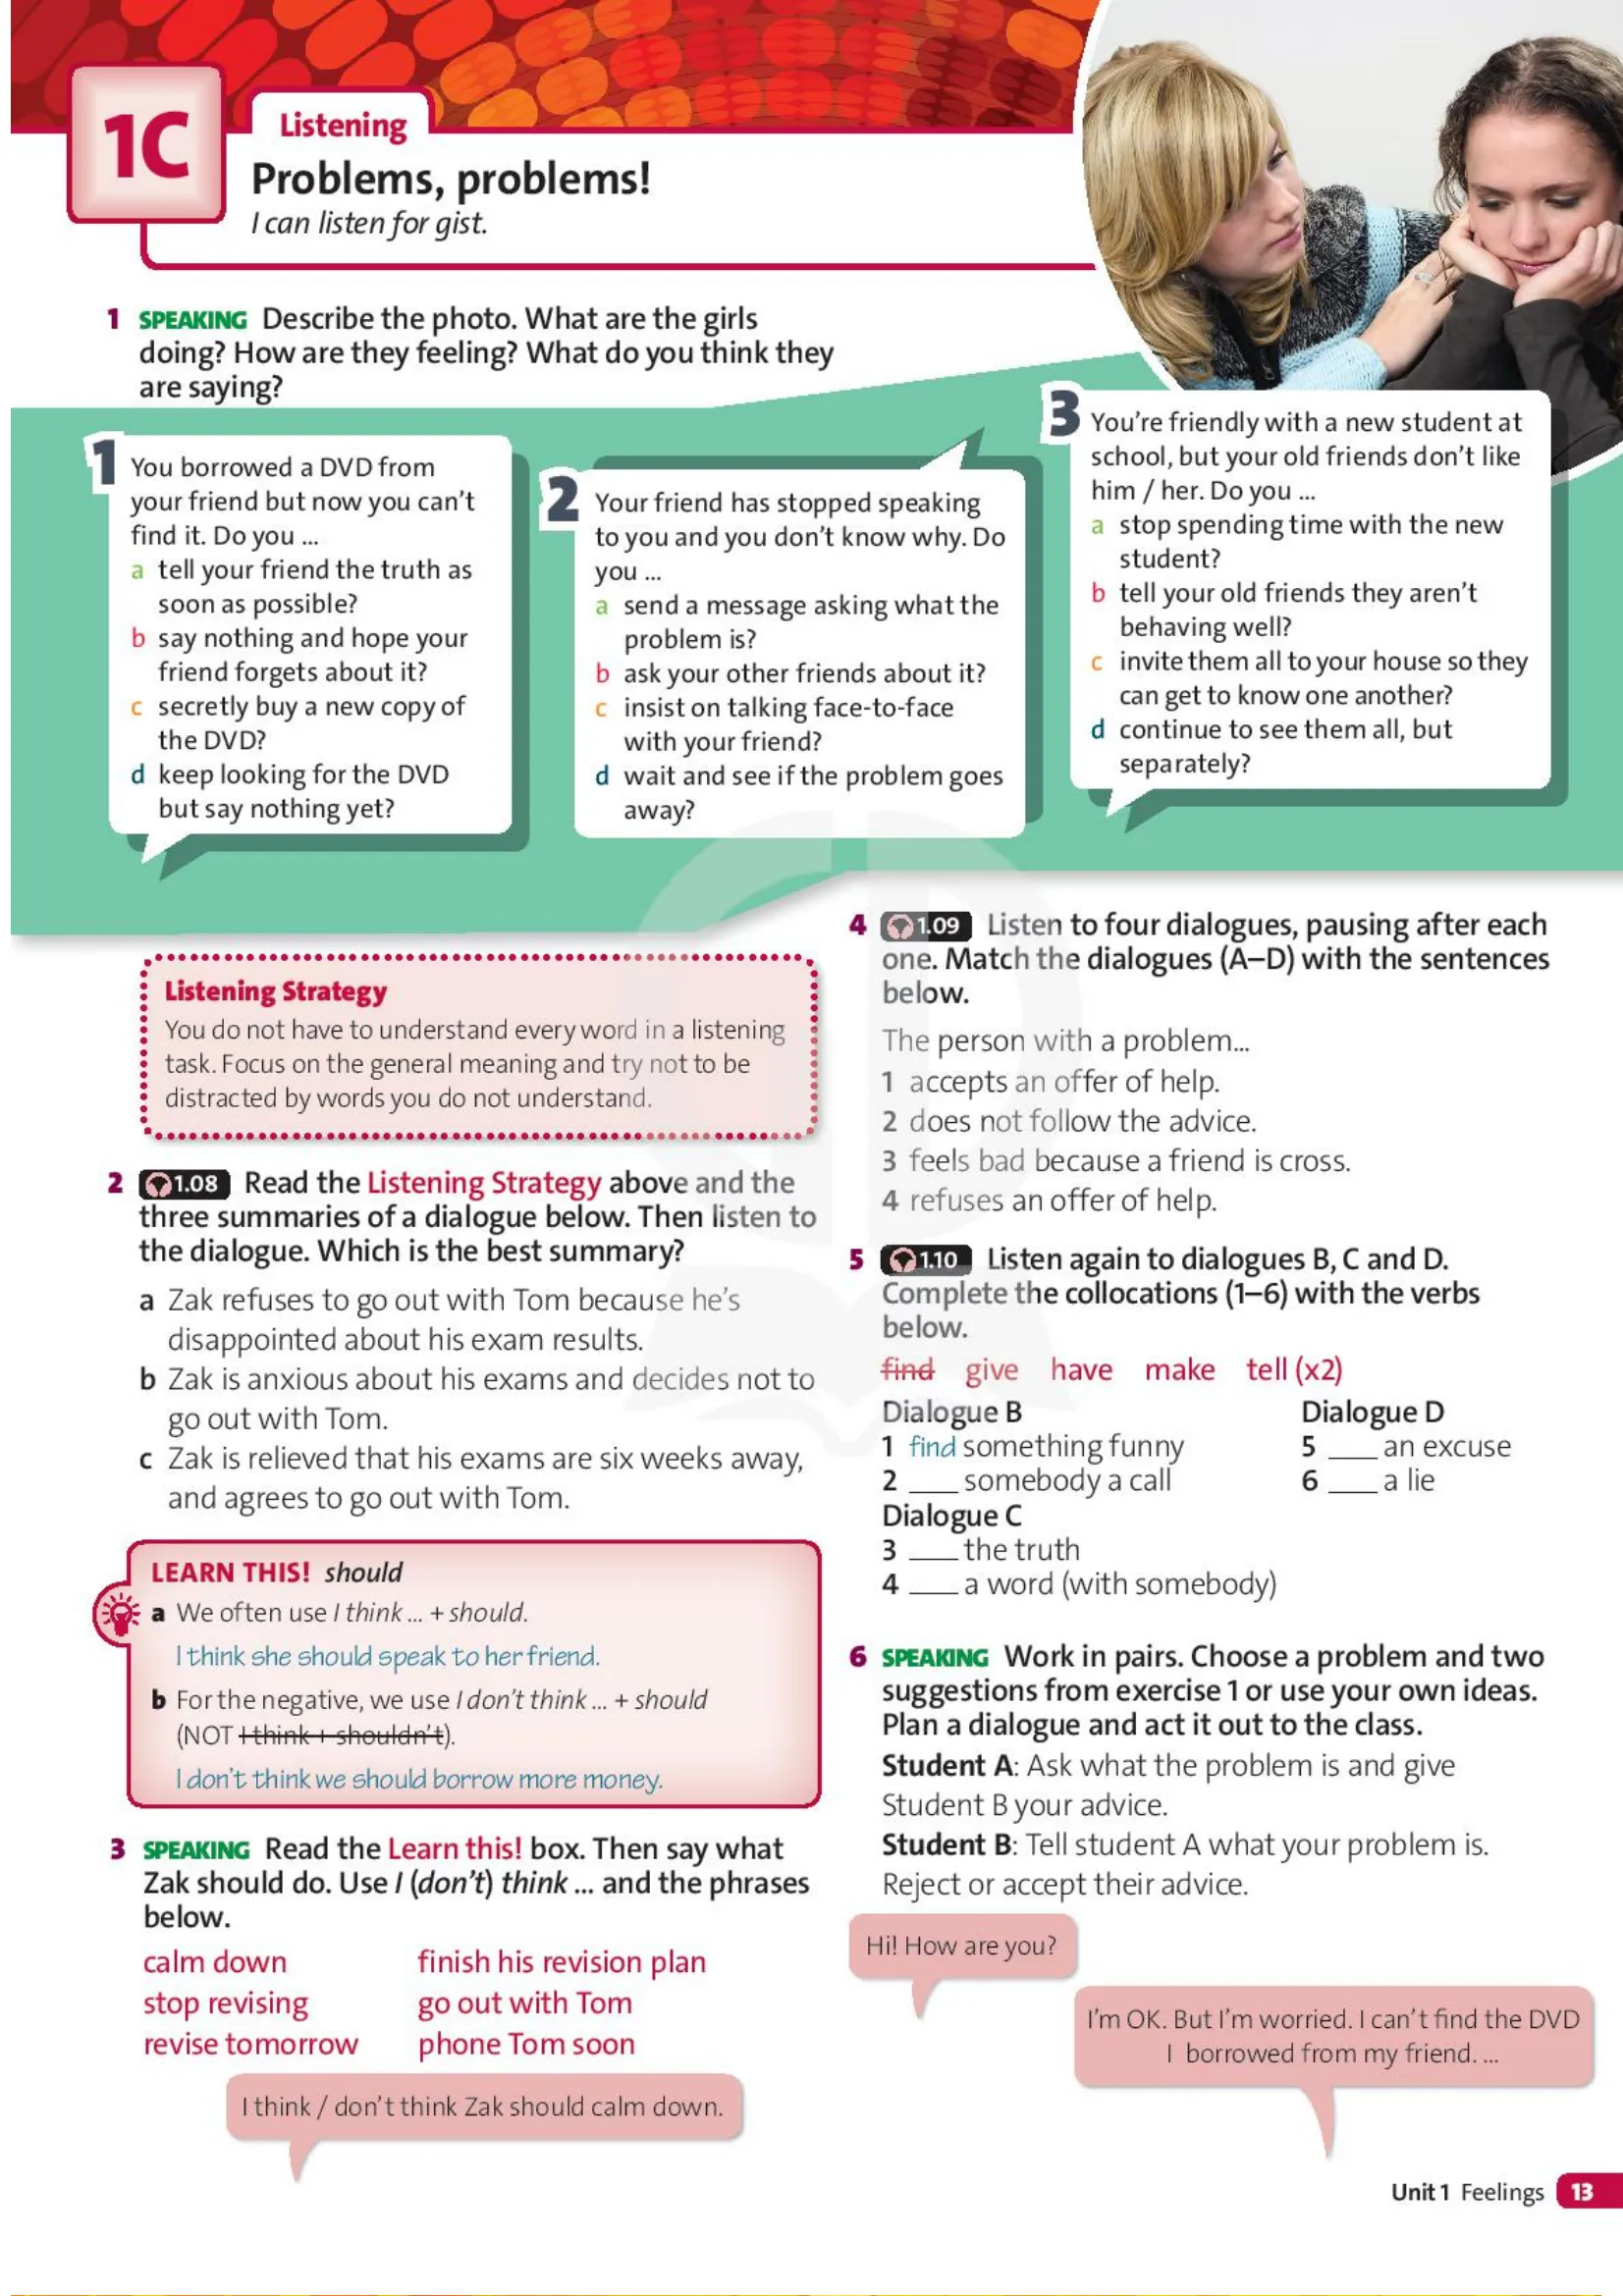 1C
Listening
Problems, problems!
I can listen for gist.
1 SPEAKING Describe the photo. What are the girls
doing? How are they feeling? What do you think they
are saying?
1
You borrowed a DVD from
your friend but now you can't
find it. Do you ...
a tell your friend the truth as
soon as possible?
b say nothing and hope your
friend forgets about it?
c secretly buy a new copy of
the DVD?
d keep looking for the DVD
but say nothing yet?
2
Your friend has stopped speaking
to you and you don't know why. Do
you ...
a send a message asking what the
problem is?
b ask your other friends about it?
c insist on talking face-to-face
with your friend?
d wait and see if the problem goes
away?
3
You're friendly with a new student at
school, but your old friends don't like
him / her. Do you ...
a stop spending time with the new
student?
b tell your old friends they aren't
behaving well?
c invite them all to your house so they
can get to know one another?
d continue to see them all, but
separately?
Listening Strategy
You do not have to understand every word in a listening
task. Focus on the general meaning and try not to be
distracted by words you do not understand.
2 1.08 Read the Listening Strategy above and the
three summaries of a dialogue below. Then listen to
the dialogue. Which is the best summary?
a Zak refuses to go out with Tom because he's
disappointed about his exam results.
b Zak is anxious about his exams and decides not to
go out with Tom.
c Zak is relieved that his exams are six weeks away,
and agrees to go out with Tom.
LEARN THIS! should
a We often use I think ... + should.
I think she should speak to her friend.
b For the negative, we use I don't think ... + should
(NOT I think + shouldn't).
I don't think we should borrow more money.
3 SPEAKING Read the Learn this! box. Then say what
Zak should do. Use I (don't) think ... and the phrases
below.
calm down finish his revision plan
stop revising go out with Tom
revise tomorrow phone Tom soon
I think / don't think Zak should calm down.
4 1.09 Listen to four dialogues, pausing after each
one. Match the dialogues (A–D) with the sentences
below.
The person with a problem...
1 accepts an offer of help.
2 does not follow the advice.
3 feels bad because a friend is cross.
4 refuses an offer of help.
5 1.10 Listen again to dialogues B, C and D.
Complete the collocations (1–6) with the verbs
below.
find give have make tell (x2)
Dialogue B
1 find something funny
2 ___ somebody a call
Dialogue C
3 ___ the truth
4 ___ a word (with somebody)
Dialogue D
5 ___ an excuse
6 ___ a lie
6 SPEAKING Work in pairs. Choose a problem and two
suggestions from exercise 1 or use your own ideas.
Plan a dialogue and act it out to the class.
Student A: Ask what the problem is and give
Student B your advice.
Student B: Tell student A what your problem is.
Reject or accept their advice.
Hi! How are you?
I'm OK. But I'm worried. I can't find the DVD
I borrowed from my friend. ...
Unit 1 Feelings 13